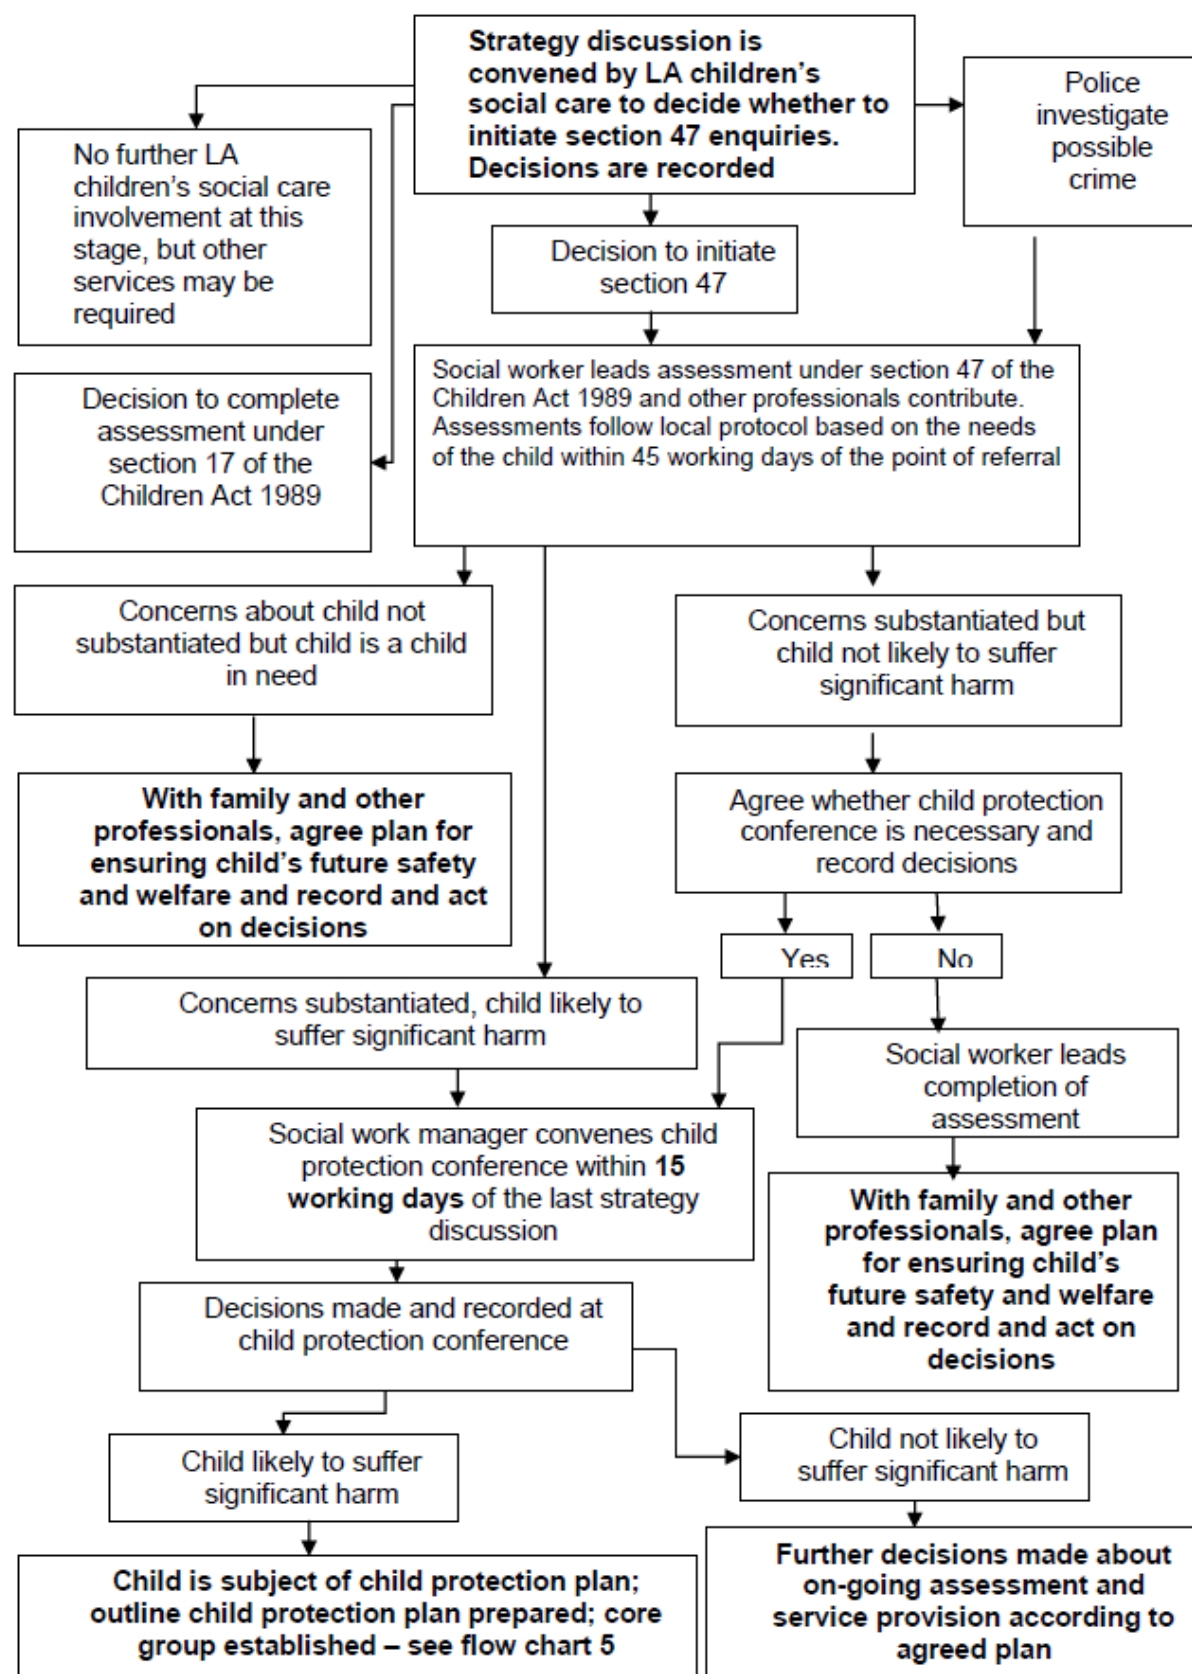 Strategy discussion is
convened by LA children's
social care to decide whether to
initiate section 47 enquiries.
Decisions are recorded
Police
investigate
possible
crime
No further LA
children's social care
involvement at this
stage, but other
services may be
required
Decision to initiate
section 47
Decision to complete
assessment under
section 17 of the
Children Act 1989
Social worker leads assessment under section 47 of the
Children Act 1989 and other professionals contribute.
Assessments follow local protocol based on the needs
of the child within 45 working days of the point of referral
Concerns about child not
substantiated but child is a child
in need
Concerns substantiated but
child not likely to suffer
significant harm
With family and other
professionals, agree plan for
ensuring child's future safety
and welfare and record and act
on decisions
Agree whether child protection
conference is necessary and
record decisions
Yes
No
Concerns substantiated, child likely to
suffer significant harm
Social worker leads
completion of
assessment
Social work manager convenes child
protection conference within 15
working days of the last strategy
discussion
With family and other
professionals, agree plan
for ensuring child's
future safety and welfare
and record and act on
decisions
Decisions made and recorded at
child protection conference
Child likely to suffer
significant harm
Child not likely to
suffer significant harm
Child is subject of child protection plan;
outline child protection plan prepared; core
group established – see flow chart 5
Further decisions made about
on-going assessment and
service provision according to
agreed plan